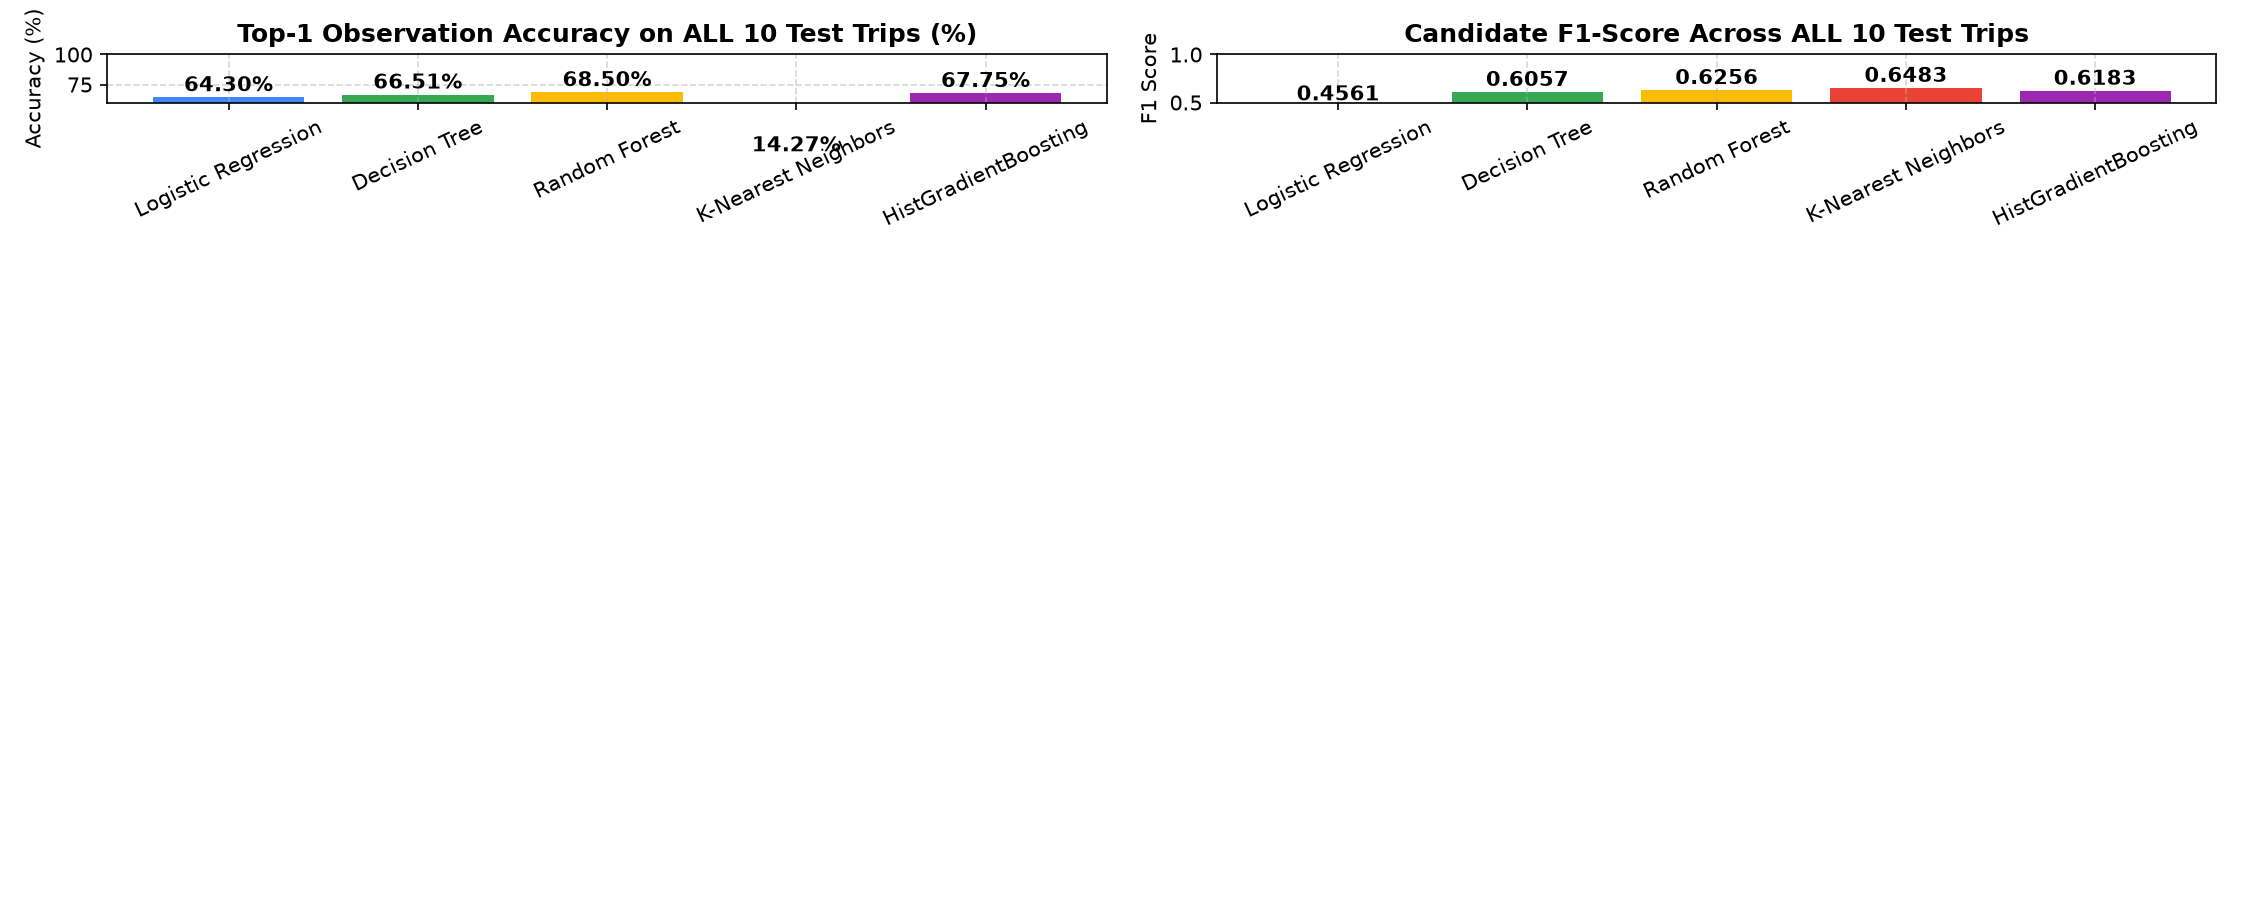 Top-1 Observation Accuracy on ALL 10 Test Trips (%)
Accuracy (%)
100
75
64.30%
66.51%
68.50%
14.27%
67.75%
Logistic Regression
Decision Tree
Random Forest
K-Nearest Neighbors
HistGradientBoosting
Candidate F1-Score Across ALL 10 Test Trips
F1 Score
1.0
0.5
0.4561
0.6057
0.6256
0.6483
0.6183
Logistic Regression
Decision Tree
Random Forest
K-Nearest Neighbors
HistGradientBoosting